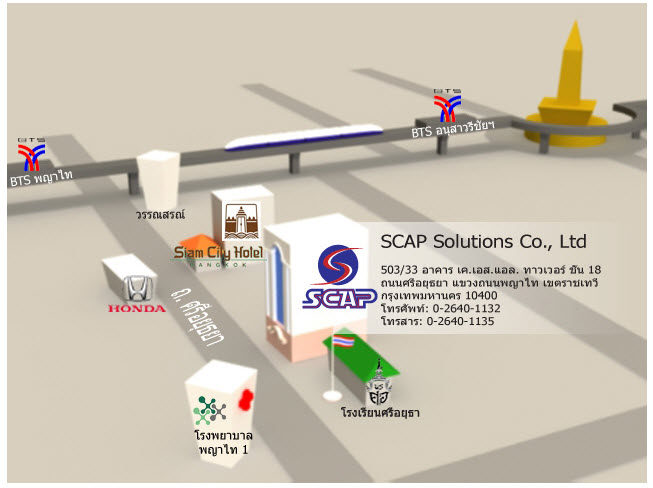 BTS
BTS อนุสาวรีย์ชัยฯ
BTS
BTS พญาไท
วรรณสรณ์
Siam City Hotel
BANGKOK
HONDA
ถ. ศรีอยุธยา
SCAP
SCAP Solutions Co., Ltd
503/33 อาคาร เค.เอส.แอล. ทาวเวอร์ ชั้น 18
ถนนศรีอยุธยา แขวงถนนพญาไท เขตราชเทวี
กรุงเทพมหานคร 10400
โทรศัพท์: 0-2640-1132
โทรสาร: 0-2640-1135
โรงเรียนศรีอยุธา
โรงพยาบาล
พญาไท 1